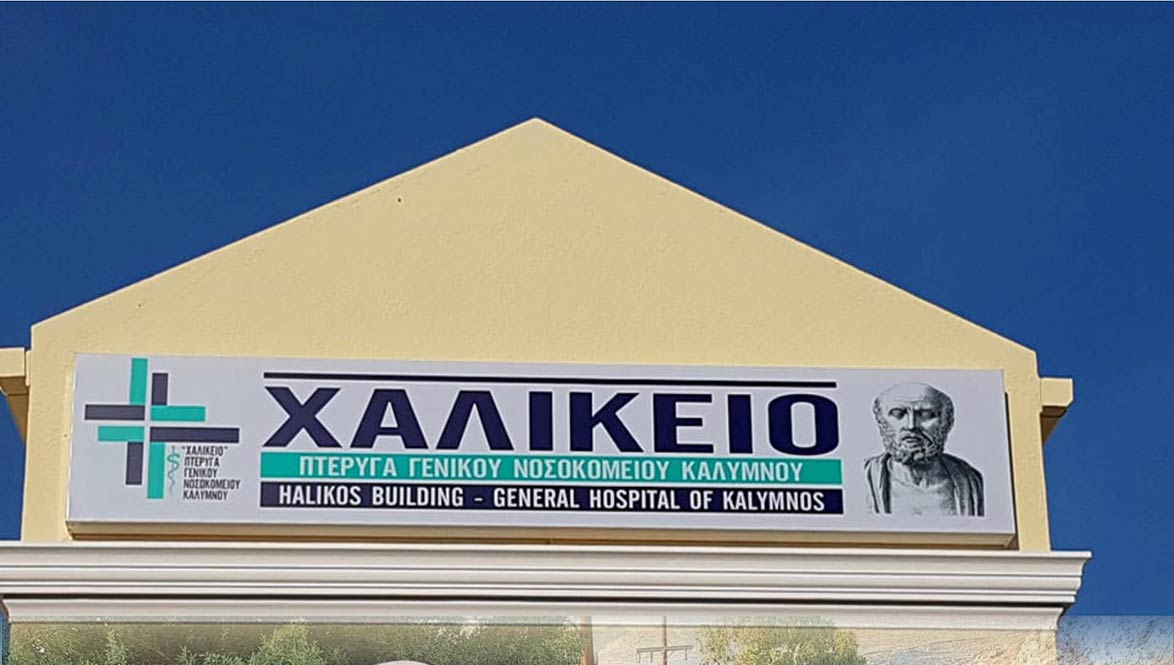 "ΧΑΛΙΚΕΙΟ"
ΠΤΕΡΥΓΑ
ΓΕΝΙΚΟΥ
ΝΟΣΟΚΟΜΕΙΟΥ
ΚΑΛΥΜΝΟΥ
ΧΑΛΙΚΕΙΟ
ΠΤΕΡΥΓΑ ΓΕΝΙΚΟΥ ΝΟΣΟΚΟΜΕΙΟΥ ΚΑΛΥΜΝΟΥ
HALIKOS BUILDING - GENERAL HOSPITAL OF KALYMNOS